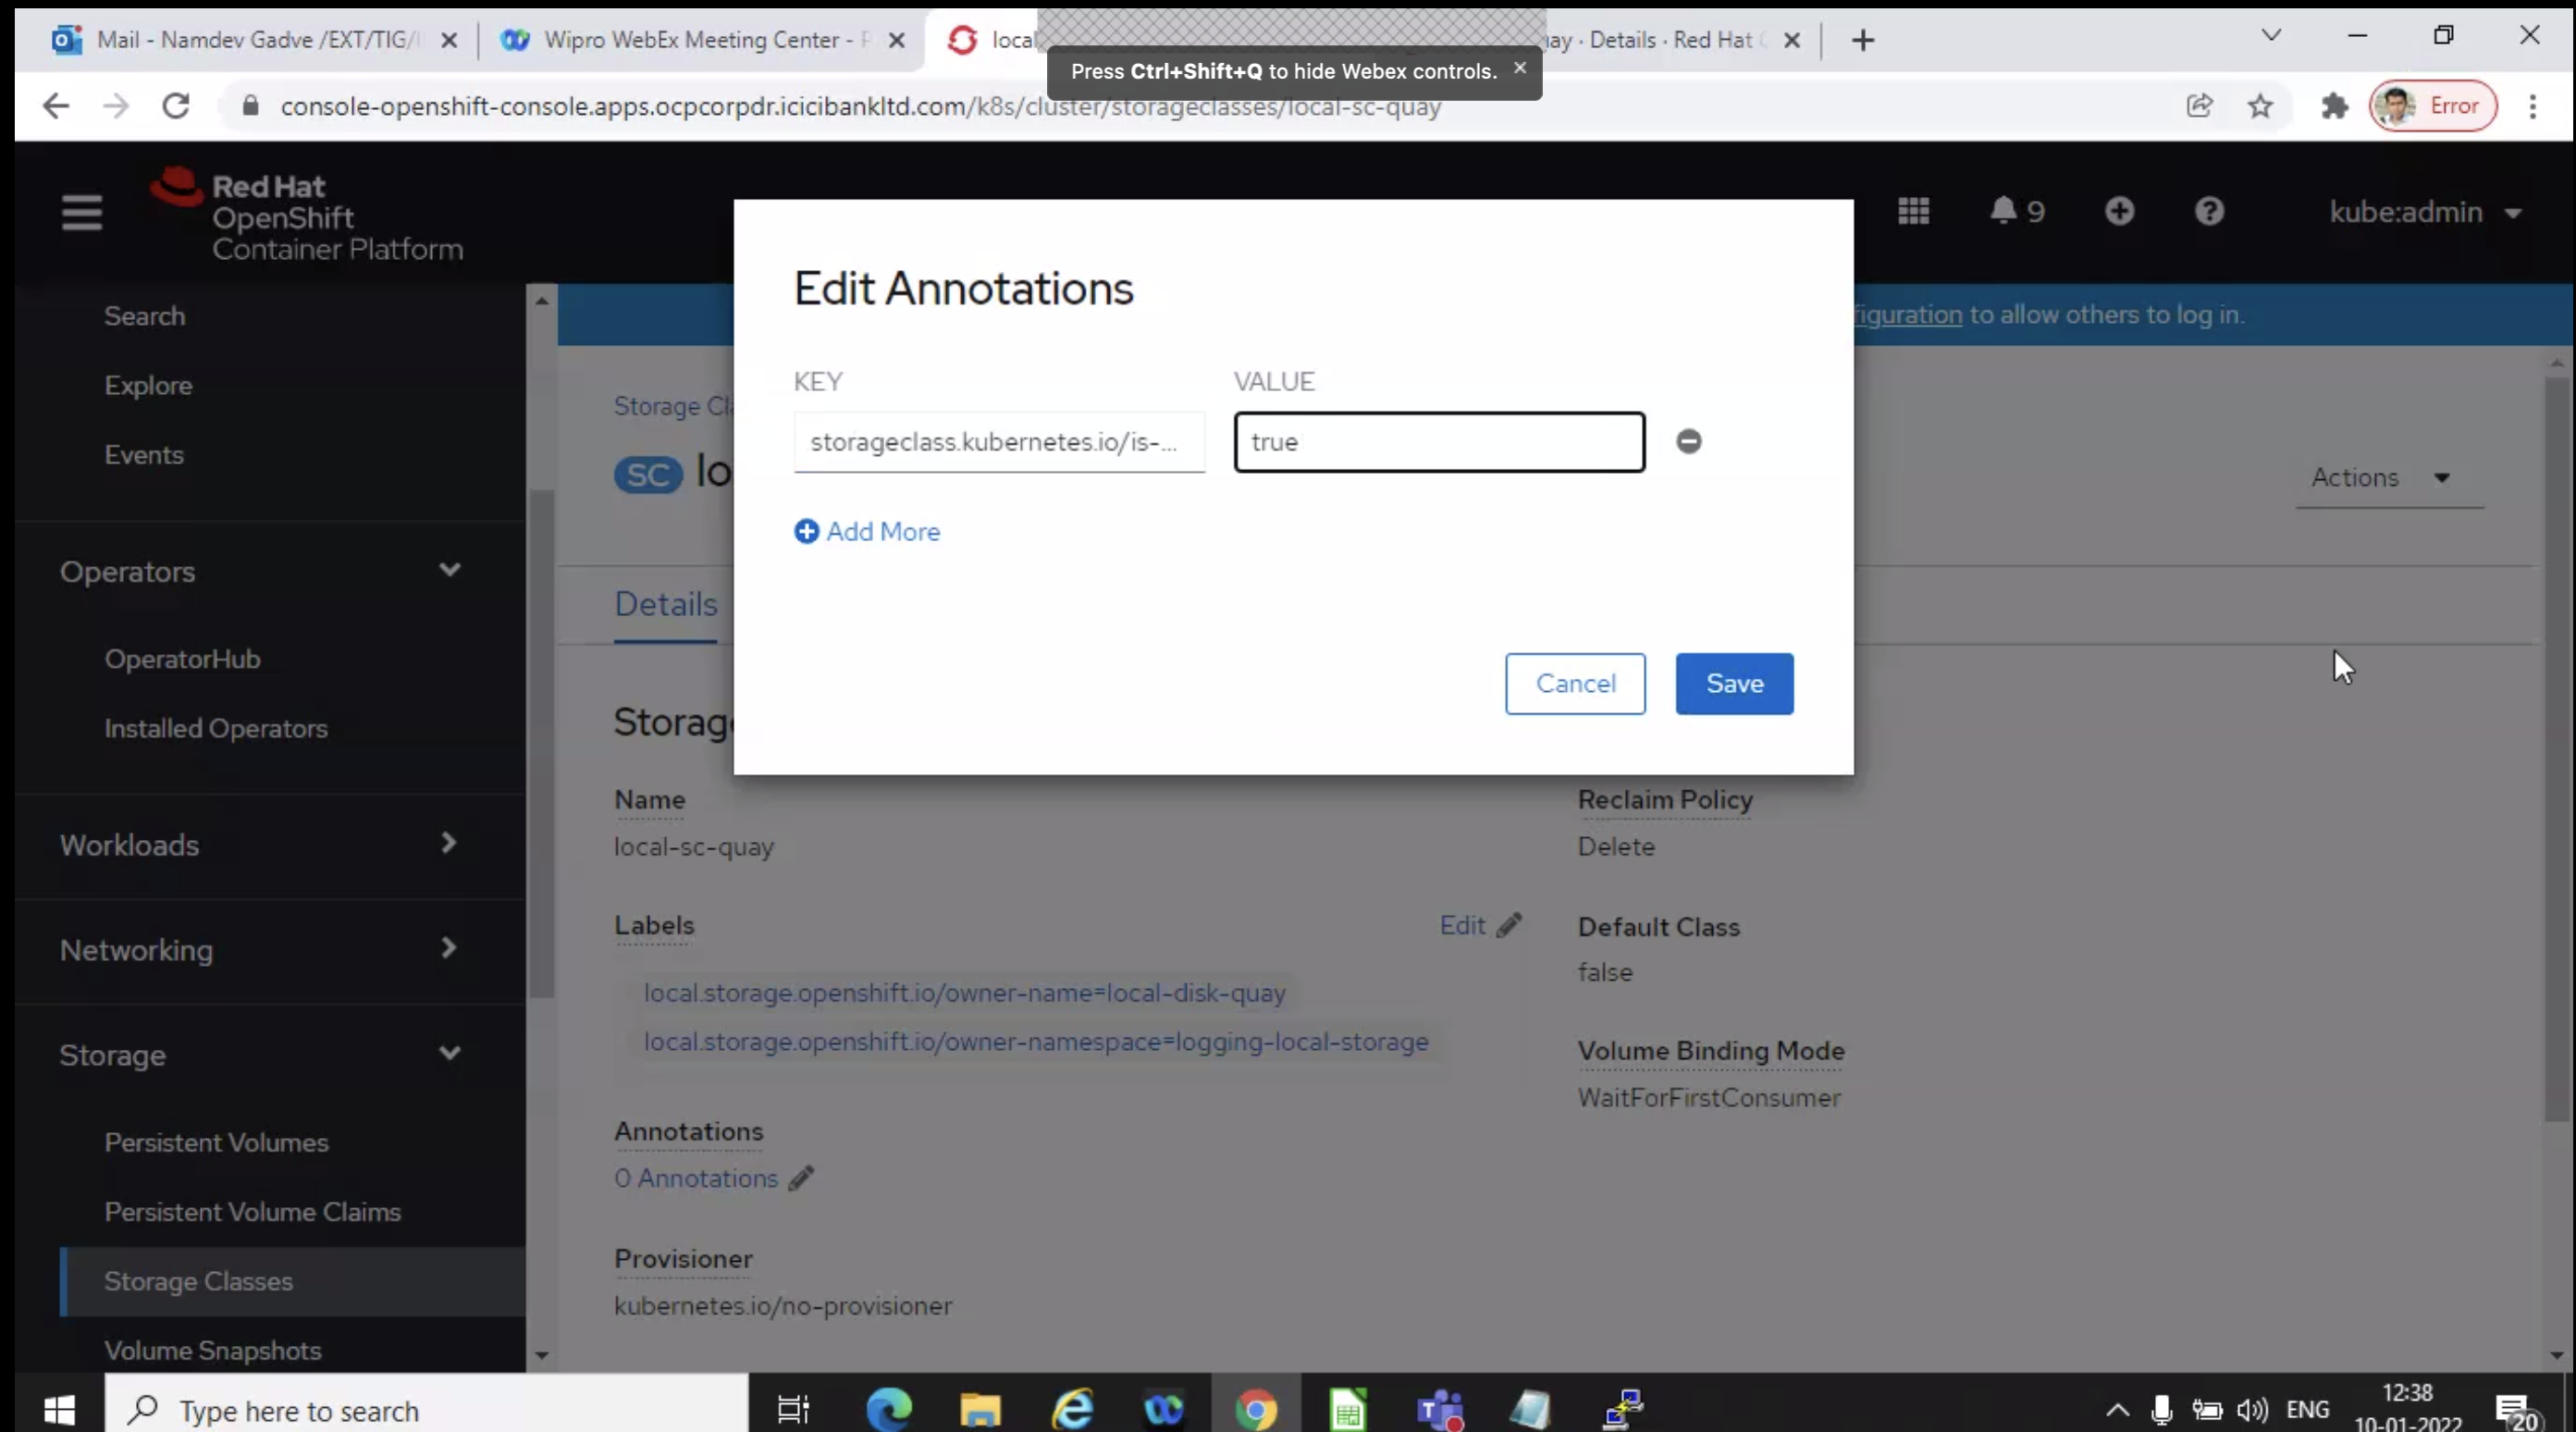 Mail - Namdev Gadve /EXT/TIG/
Wipro WebEx Meeting Center -
local
ay · Details · Red Hat
Press Ctrl+Shift+Q to hide Webex controls.
console-openshift-console.apps.ocpcorpdr.icicibankltd.com/k8s/cluster/storageclasses/local-sc-quay
Error
Red Hat
OpenShift
Container Platform
9
kube:admin
Search
Explore
Events
Operators
OperatorHub
Installed Operators
Workloads
Networking
Storage
Persistent Volumes
Persistent Volume Claims
Storage Classes
Volume Snapshots
figuration to allow others to log in.
Storage Cl
SC lo
Actions
Details
Edit Annotations
KEY VALUE
storageclass.kubernetes.io/is-... true
Add More
Cancel Save
Storag
Name
local-sc-quay
Labels
Edit
local.storage.openshift.io/owner-name=local-disk-quay
local.storage.openshift.io/owner-namespace=logging-local-storage
Annotations
0 Annotations
Provisioner
kubernetes.io/no-provisioner
Reclaim Policy
Delete
Default Class
false
Volume Binding Mode
WaitForFirstConsumer
Type here to search
ENG
12:38
10-01-2022
20